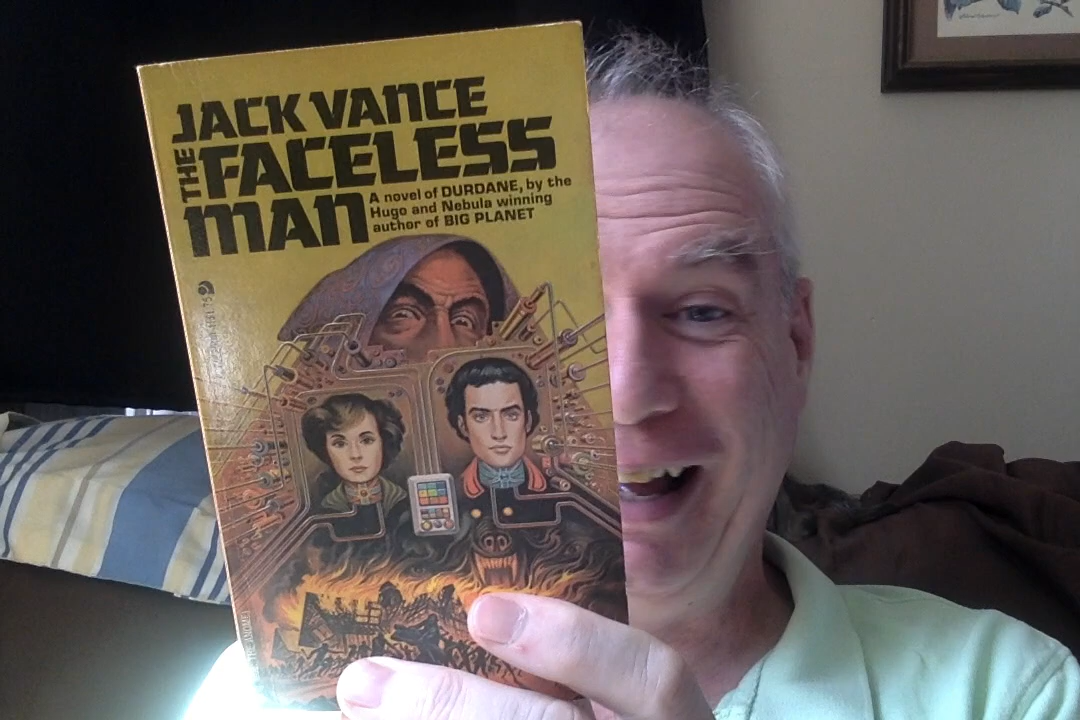 JACK VANCE
THE FACELESS
MAN
A novel of DURDANE, by the
Hugo and Nebula winning
author of BIG PLANET